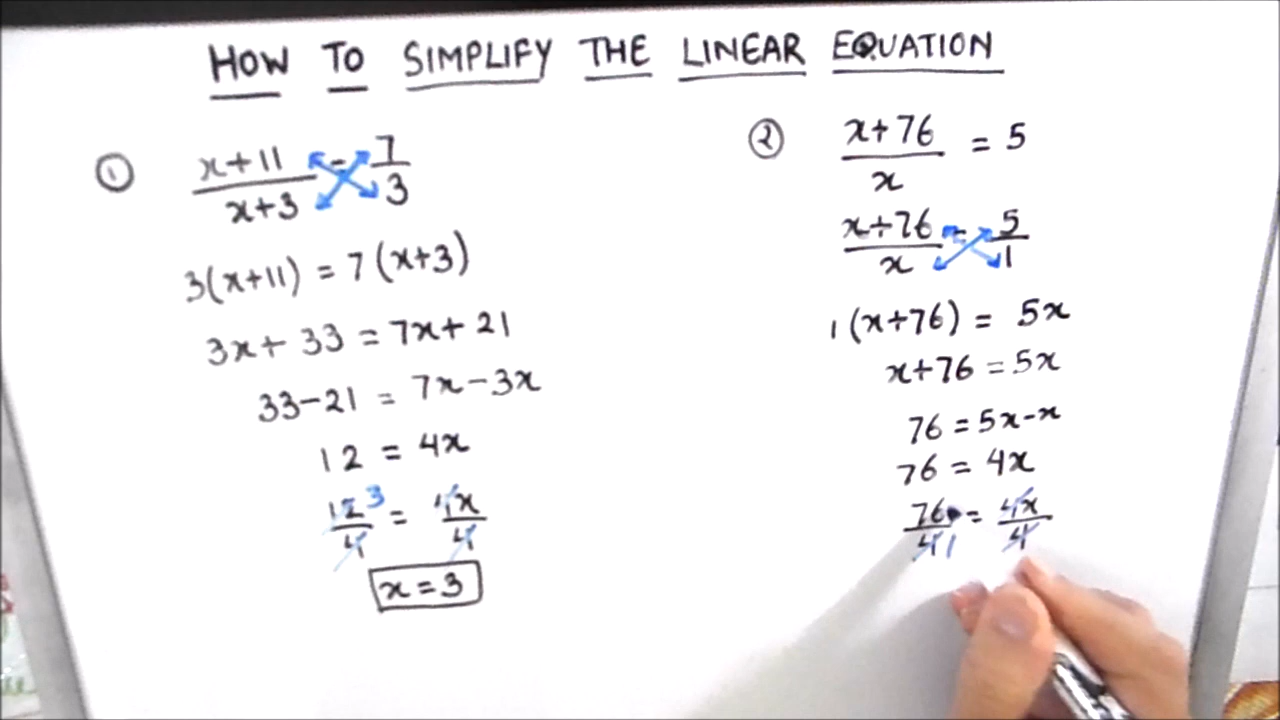 HOW TO SIMPLIFY THE LINEAR EQUATION
① x+11/x+3 = 7/3
3(x+11) = 7(x+3)
3x+33 = 7x+21
33-21 = 7x-3x
12 = 4x
12/4 3 = 4x/4
x=3
② x+76/x = 5
x+76/x = 5/1
1(x+76) = 5x
x+76 = 5x
76 = 5x-x
76 = 4x
76/4 1 = 4x/4